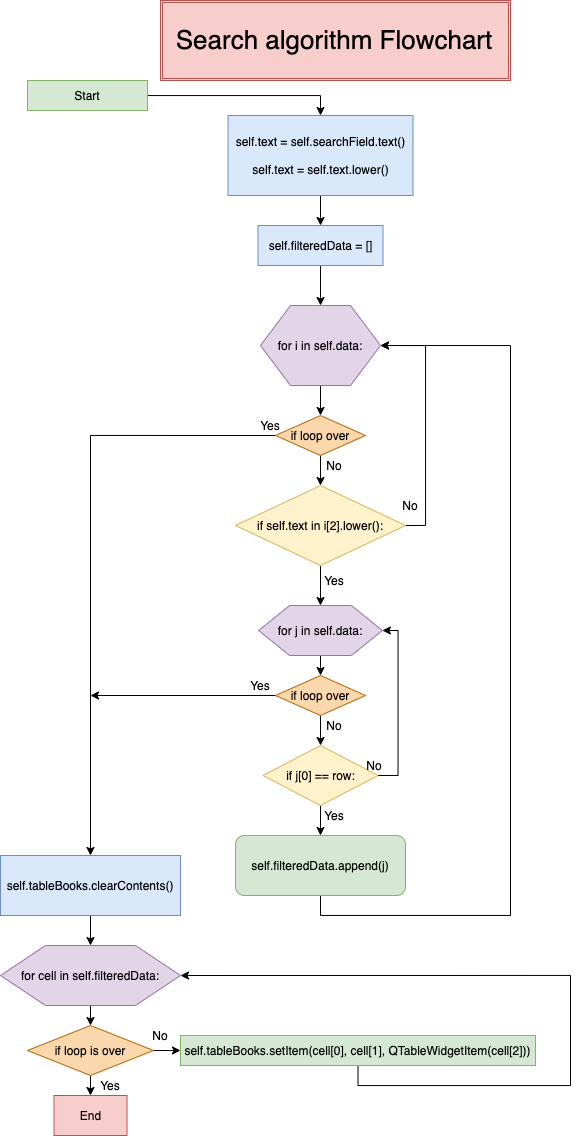 Search algorithm Flowchart
Start
self.text = self.searchField.text()
self.text = self.text.lower()
self.filteredData = []
for i in self.data:
if loop over
Yes
No
if self.text in i[2].lower():
No
Yes
for j in self.data:
if loop over
Yes
No
if j[0] == row:
No
Yes
self.filteredData.append(j)
self.tableBooks.clearContents()
for cell in self.filteredData:
if loop is over
No
self.tableBooks.setItem(cell[0], cell[1], QTableWidgetItem(cell[2]))
Yes
End